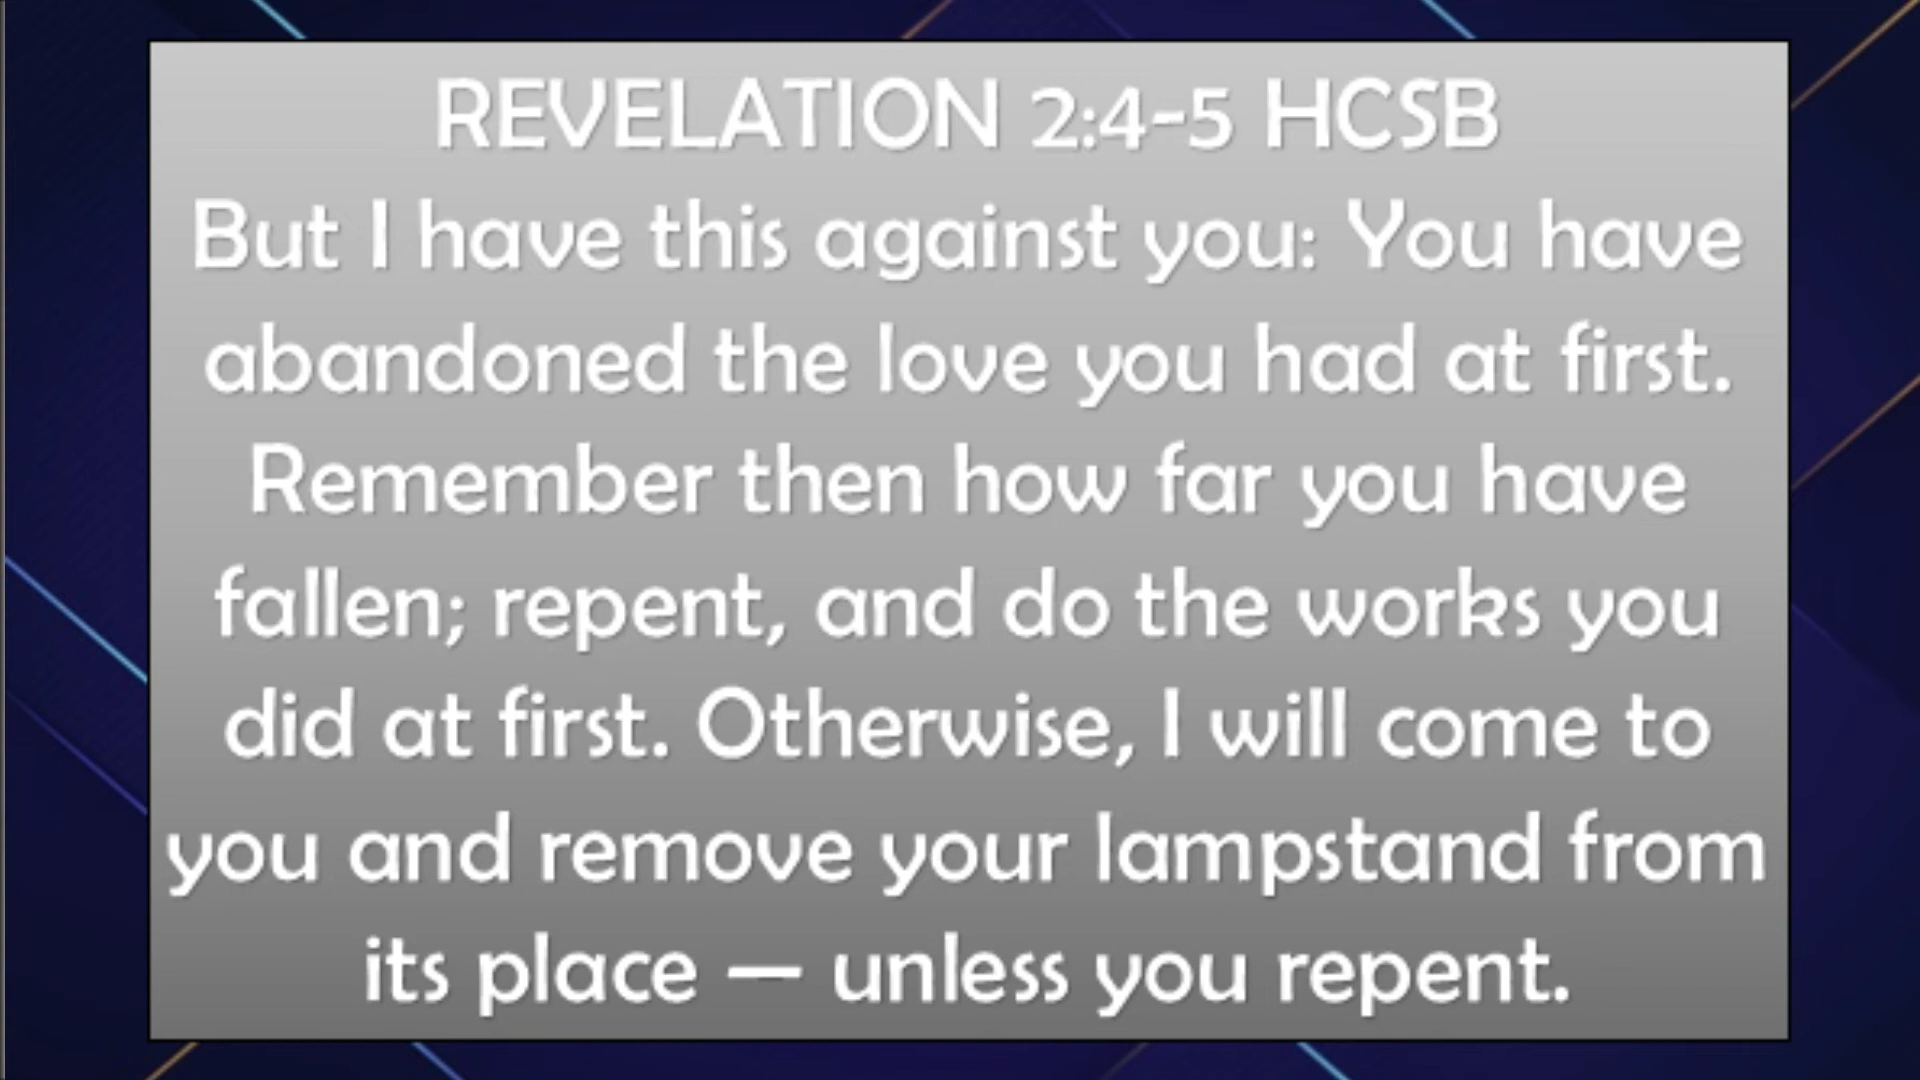 REVELATION 2:4-5 HCSB
But I have this against you: You have
abandoned the love you had at first.
Remember then how far you have
fallen; repent, and do the works you
did at first. Otherwise, I will come to
you and remove your lampstand from
its place — unless you repent.